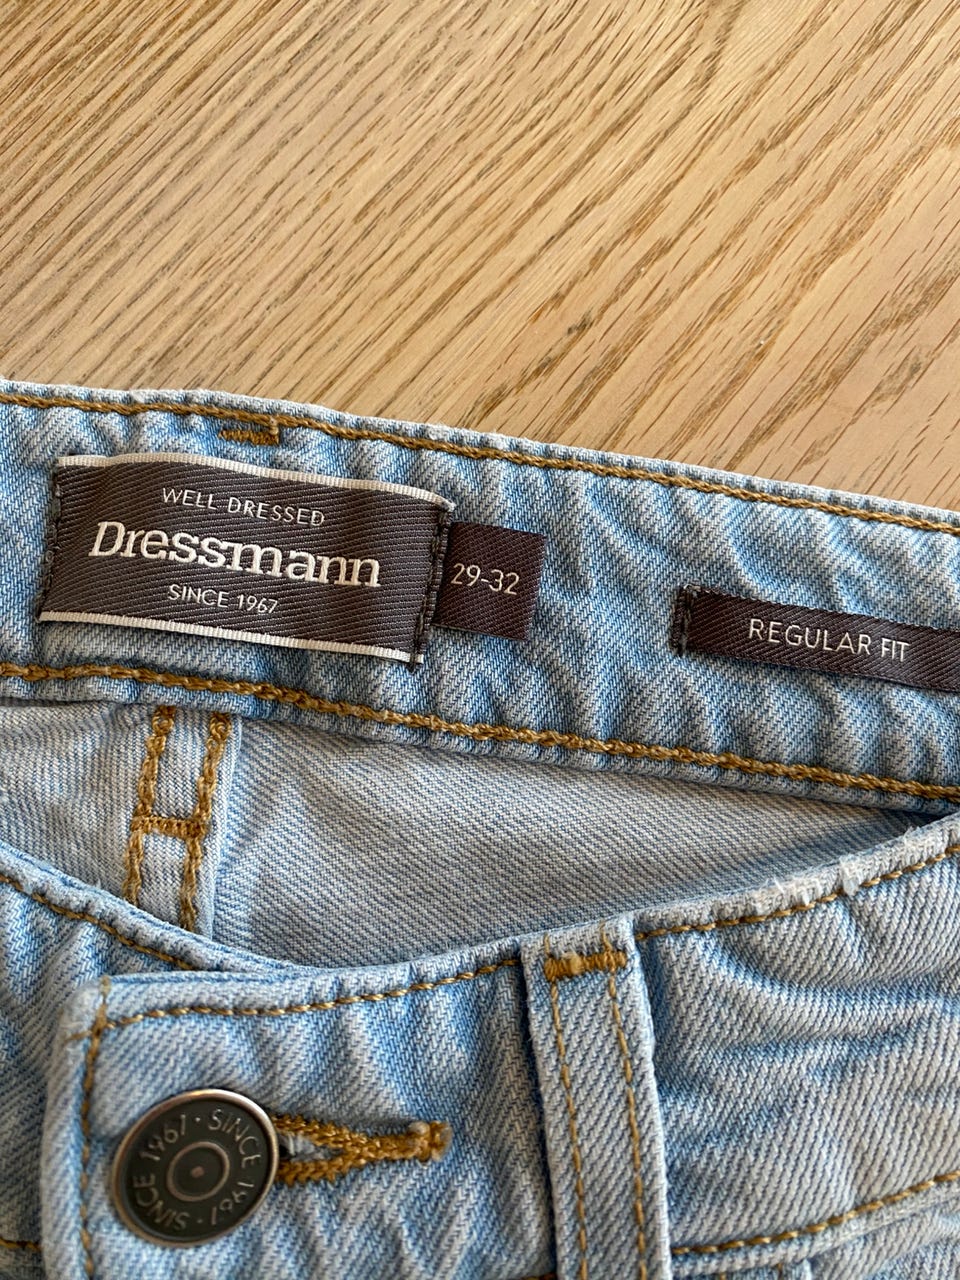 WELL DRESSED
Dressmann
SINCE 1967
29-32
REGULAR FIT
SINCE 1967 · SINCE 1967 ·